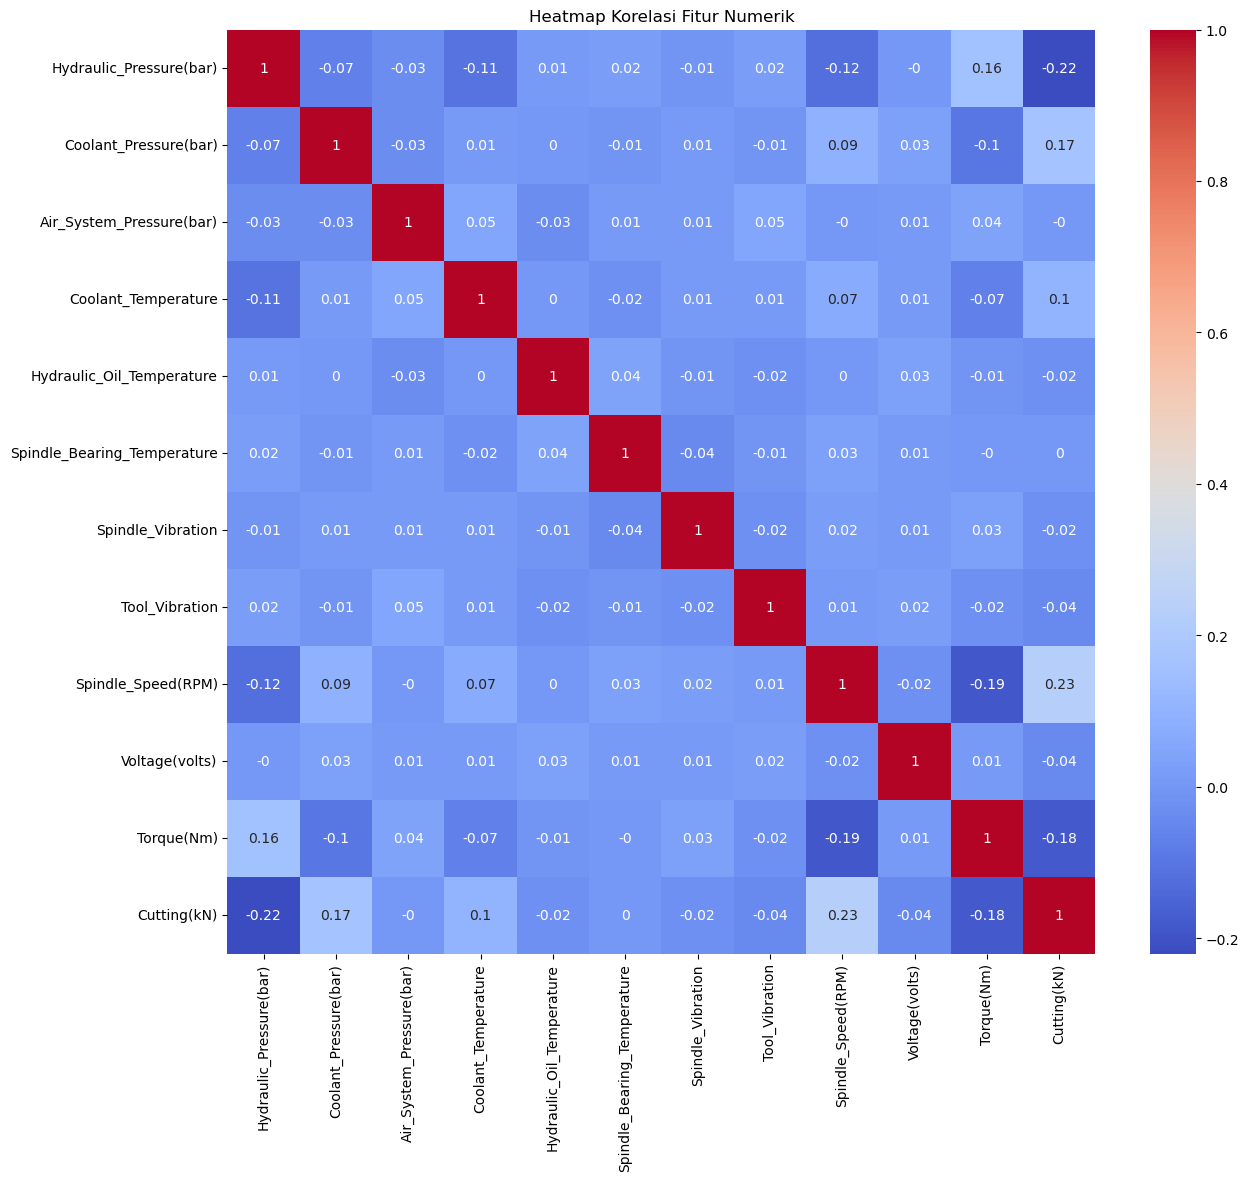 Heatmap Korelasi Fitur Numerik
Hydraulic_Pressure(bar) 1 -0.07 -0.03 -0.11 0.01 0.02 -0.01 0.02 -0.12 -0 0.16 -0.22
Coolant_Pressure(bar) -0.07 1 -0.03 0.01 0 -0.01 0.01 -0.01 0.09 0.03 -0.1 0.17
Air_System_Pressure(bar) -0.03 -0.03 1 0.05 -0.03 0.01 0.01 0.05 -0 0.01 0.04 -0
Coolant_Temperature -0.11 0.01 0.05 1 0 -0.02 0.01 0.01 0.07 0.01 -0.07 0.1
Hydraulic_Oil_Temperature 0.01 0 -0.03 0 1 0.04 -0.01 -0.02 0 0.03 -0.01 -0.02
Spindle_Bearing_Temperature 0.02 -0.01 0.01 -0.02 0.04 1 -0.04 -0.01 0.03 0.01 -0 0
Spindle_Vibration -0.01 0.01 0.01 0.01 -0.01 -0.04 1 -0.02 0.02 0.01 0.03 -0.02
Tool_Vibration 0.02 -0.01 0.05 0.01 -0.02 -0.01 -0.02 1 0.01 0.02 -0.02 -0.04
Spindle_Speed(RPM) -0.12 0.09 -0 0.07 0 0.03 0.02 0.01 1 -0.02 -0.19 0.23
Voltage(volts) -0 0.03 0.01 0.01 0.03 0.01 0.01 0.02 -0.02 1 0.01 -0.04
Torque(Nm) 0.16 -0.1 0.04 -0.07 -0.01 -0 0.03 -0.02 -0.19 0.01 1 -0.18
Cutting(kN) -0.22 0.17 -0 0.1 -0.02 0 -0.02 -0.04 0.23 -0.04 -0.18 1
Hydraulic_Pressure(bar)
Coolant_Pressure(bar)
Air_System_Pressure(bar)
Coolant_Temperature
Hydraulic_Oil_Temperature
Spindle_Bearing_Temperature
Spindle_Vibration
Tool_Vibration
Spindle_Speed(RPM)
Voltage(volts)
Torque(Nm)
Cutting(kN)
1.0
0.8
0.6
0.4
0.2
0.0
−0.2